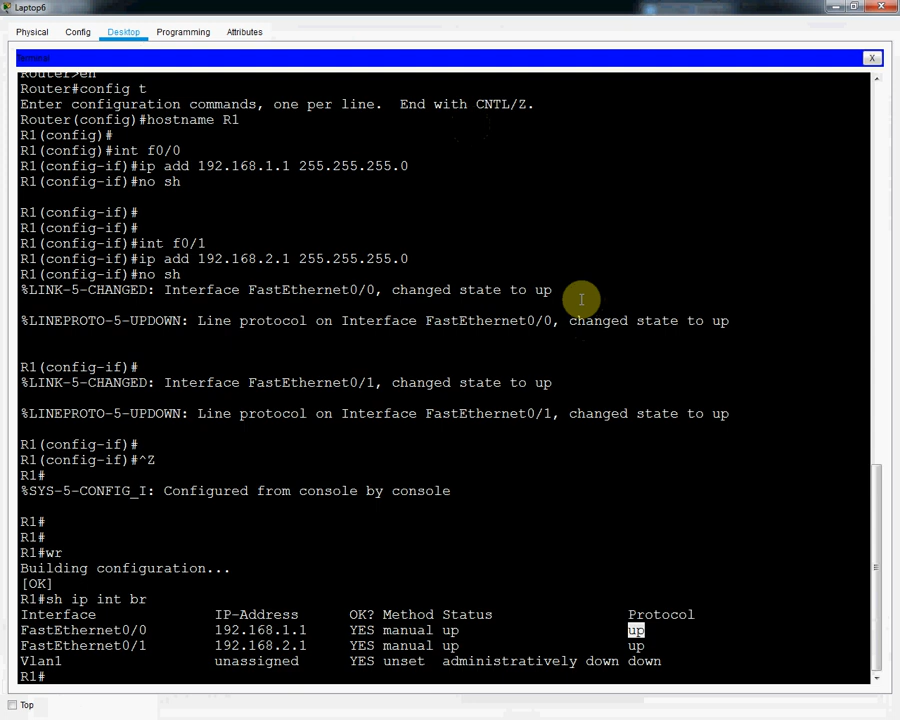 Laptop6
Physical Config Desktop Programming Attributes
Terminal
X
Router>en
Router#config t
Enter configuration commands, one per line.  End with CNTL/Z.
Router(config)#hostname R1
R1(config)#
R1(config)#int f0/0
R1(config-if)#ip add 192.168.1.1 255.255.255.0
R1(config-if)#no sh
R1(config-if)#
R1(config-if)#
R1(config-if)#int f0/1
R1(config-if)#ip add 192.168.2.1 255.255.255.0
R1(config-if)#no sh
%LINK-5-CHANGED: Interface FastEthernet0/0, changed state to up
%LINEPROTO-5-UPDOWN: Line protocol on Interface FastEthernet0/0, changed state to up
R1(config-if)#
%LINK-5-CHANGED: Interface FastEthernet0/1, changed state to up
%LINEPROTO-5-UPDOWN: Line protocol on Interface FastEthernet0/1, changed state to up
R1(config-if)#
R1(config-if)#^Z
R1#
%SYS-5-CONFIG_I: Configured from console by console
R1#
R1#
R1#wr
Building configuration...
[OK]
R1#sh ip int br
Interface IP-Address OK? Method Status Protocol
FastEthernet0/0 192.168.1.1 YES manual up up
FastEthernet0/1 192.168.2.1 YES manual up up
Vlan1 unassigned YES unset administratively down down
R1#
Top